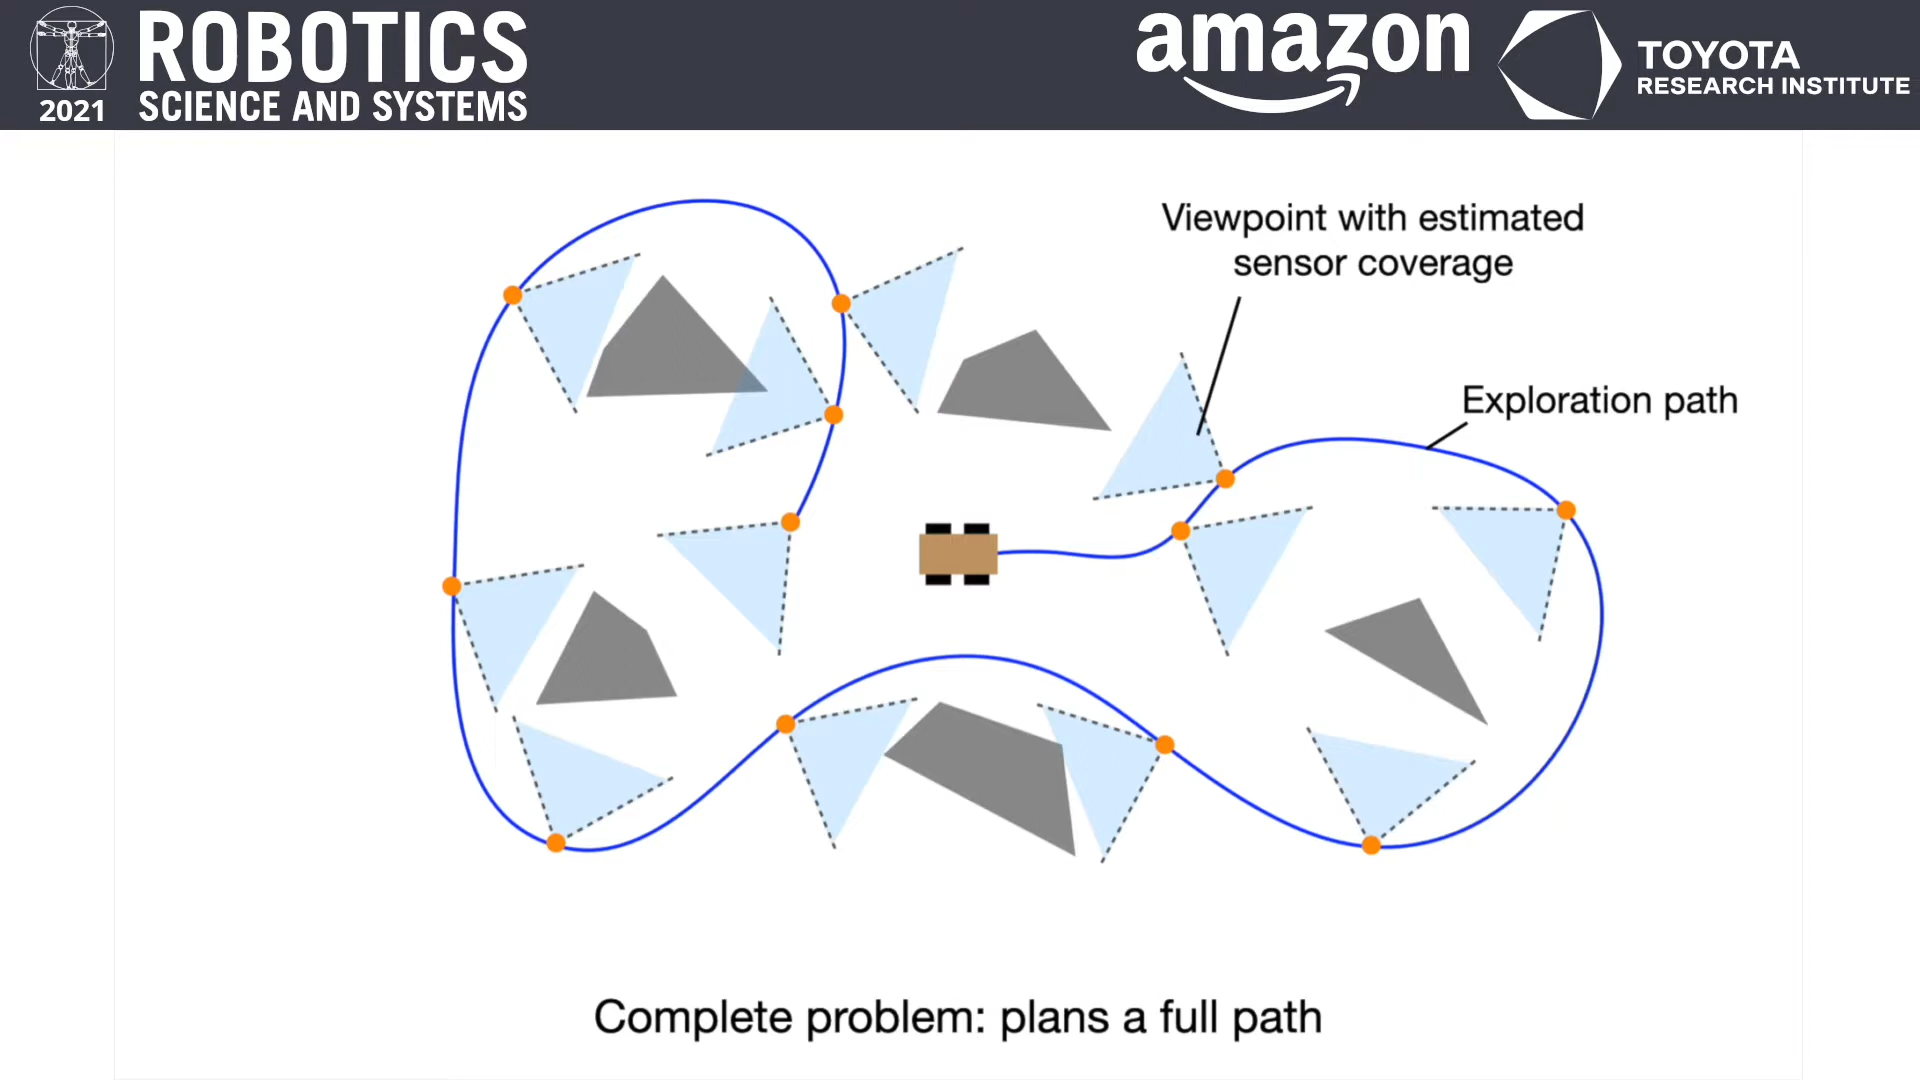 ROBOTICS
SCIENCE AND SYSTEMS
2021
amazon
TOYOTA
RESEARCH INSTITUTE
Viewpoint with estimated
sensor coverage
Exploration path
Complete problem: plans a full path